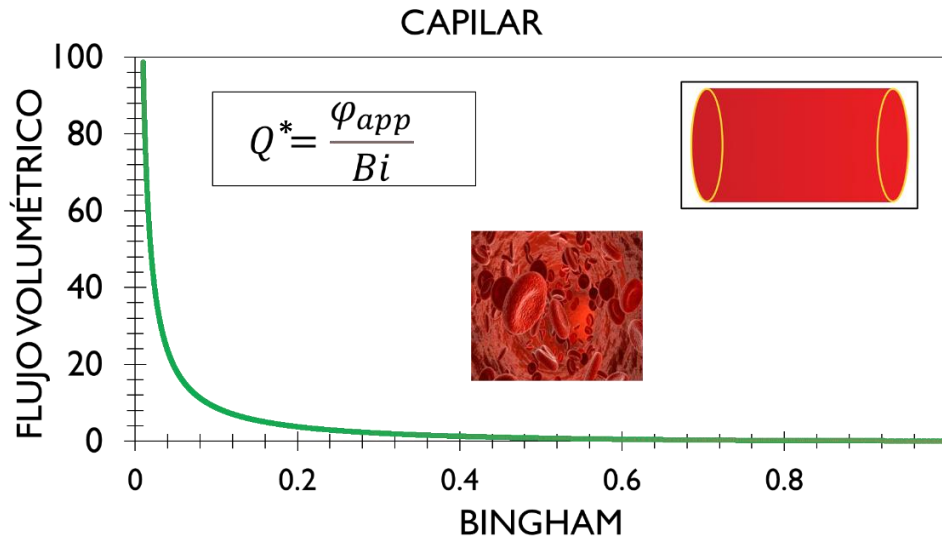 CAPILAR
FLUJO VOLUMÉTRICO
100
80
60
40
20
0
Q*= φapp / Bi
0
0.2
0.4
0.6
0.8
BINGHAM